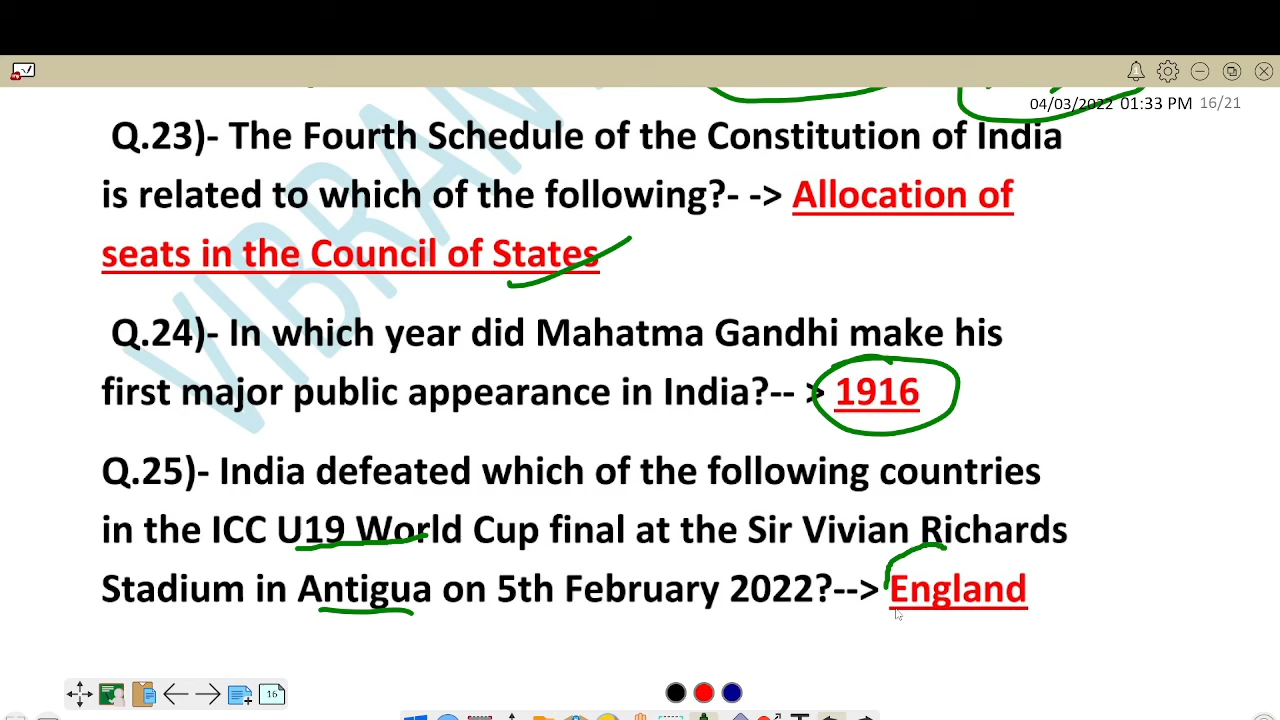 04/03/2022 01:33 PM 16/21
Q.23)- The Fourth Schedule of the Constitution of India
is related to which of the following?- -> Allocation of
seats in the Council of States
Q.24)- In which year did Mahatma Gandhi make his
first major public appearance in India?-- > 1916
Q.25)- India defeated which of the following countries
in the ICC U19 World Cup final at the Sir Vivian Richards
Stadium in Antigua on 5th February 2022?--> England
VIBRAN
16